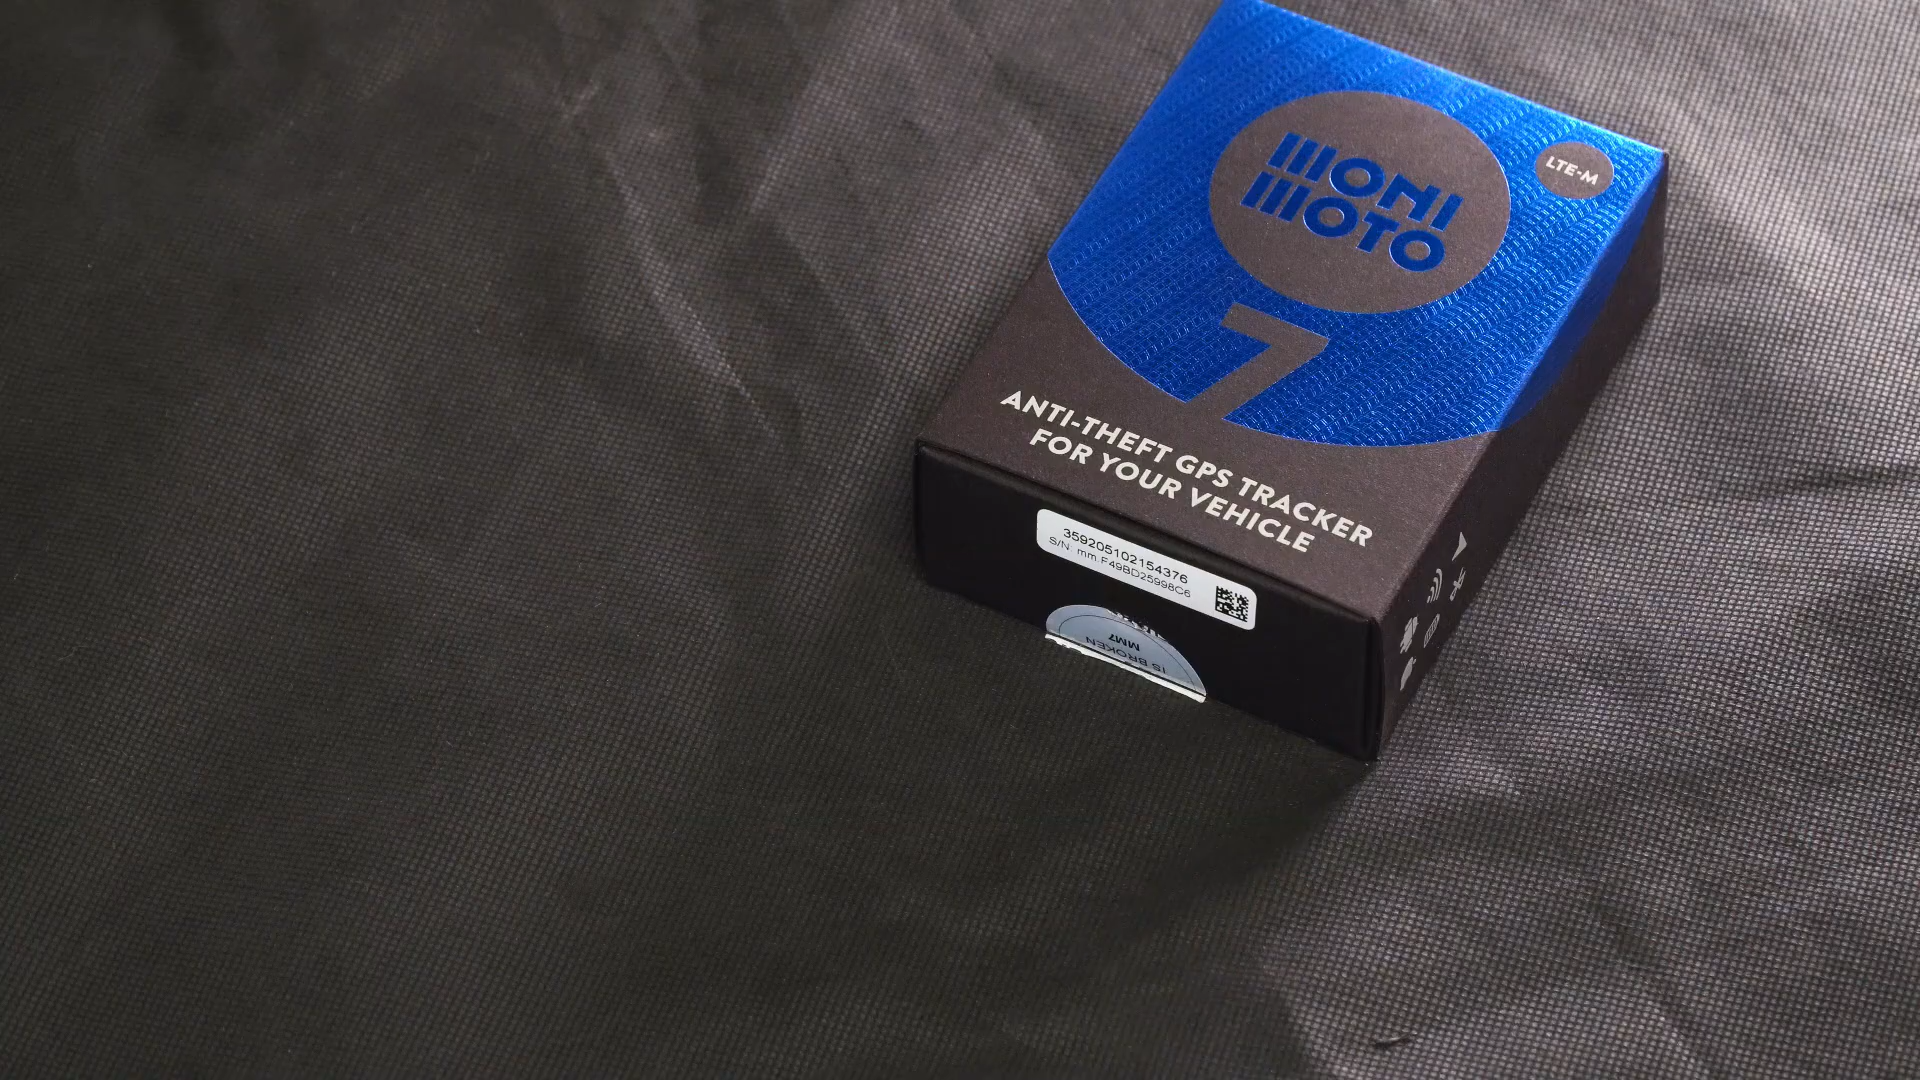 MONI
MOTO
LTE-M
7
ANTI-THEFT GPS TRACKER
FOR YOUR VEHICLE
359205102154376
S/N: mm.F49BD25998C6
MM7
IS BROKEN